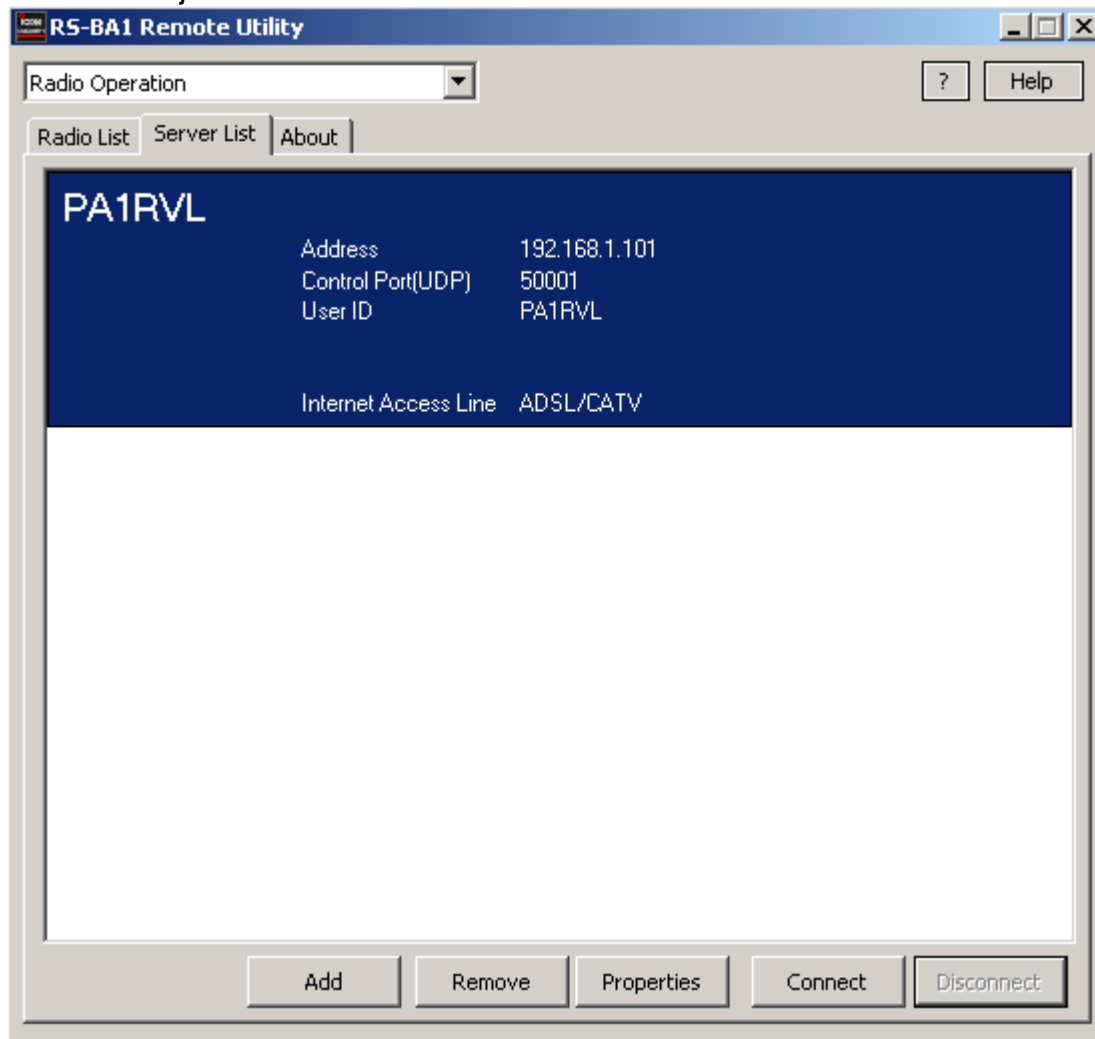 RS-BA1 Remote Utility
Radio Operation ? Help
Radio List Server List About
PA1RVL
Address 192.168.1.101
Control Port(UDP) 50001
User ID PA1RVL
Internet Access Line ADSL/CATV
Add Remove Properties Connect Disconnect